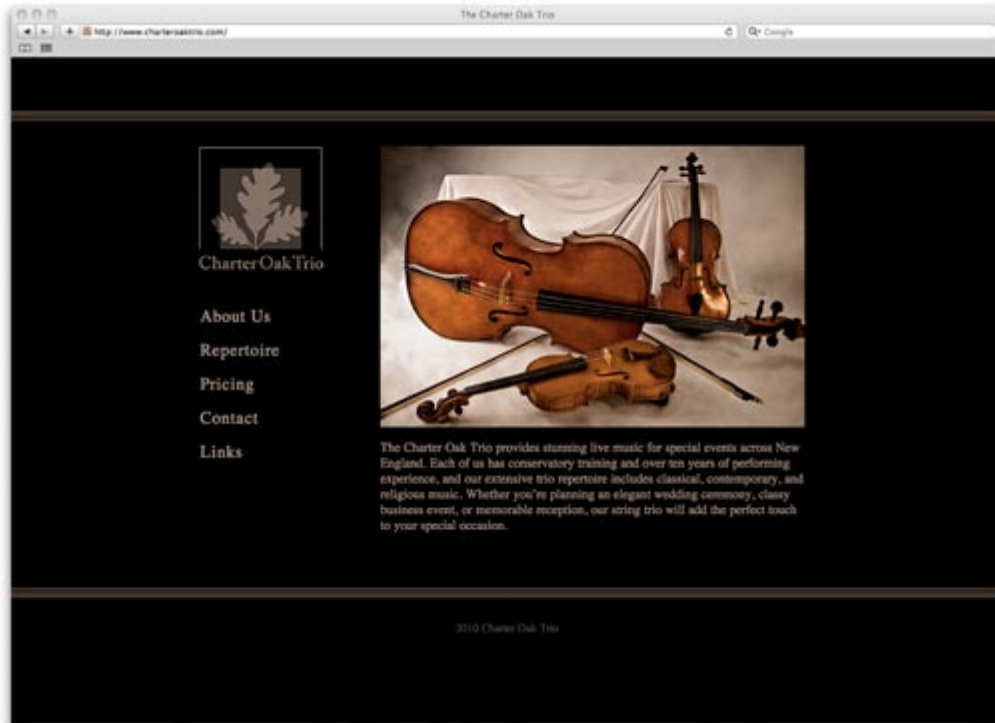 The Charter Oak Trio
http://www.charteroaktrio.com/
Google
CharterOakTrio
About Us
Repertoire
Pricing
Contact
Links
The Charter Oak Trio provides stunning live music for special events across New
England. Each of us has conservatory training and over ten years of performing
experience, and our extensive trio repertoire includes classical, contemporary, and
religious music. Whether you're planning an elegant wedding ceremony, classy
business event, or memorable reception, our string trio will add the perfect touch
to your special occasion.
2010 Charter Oak Trio